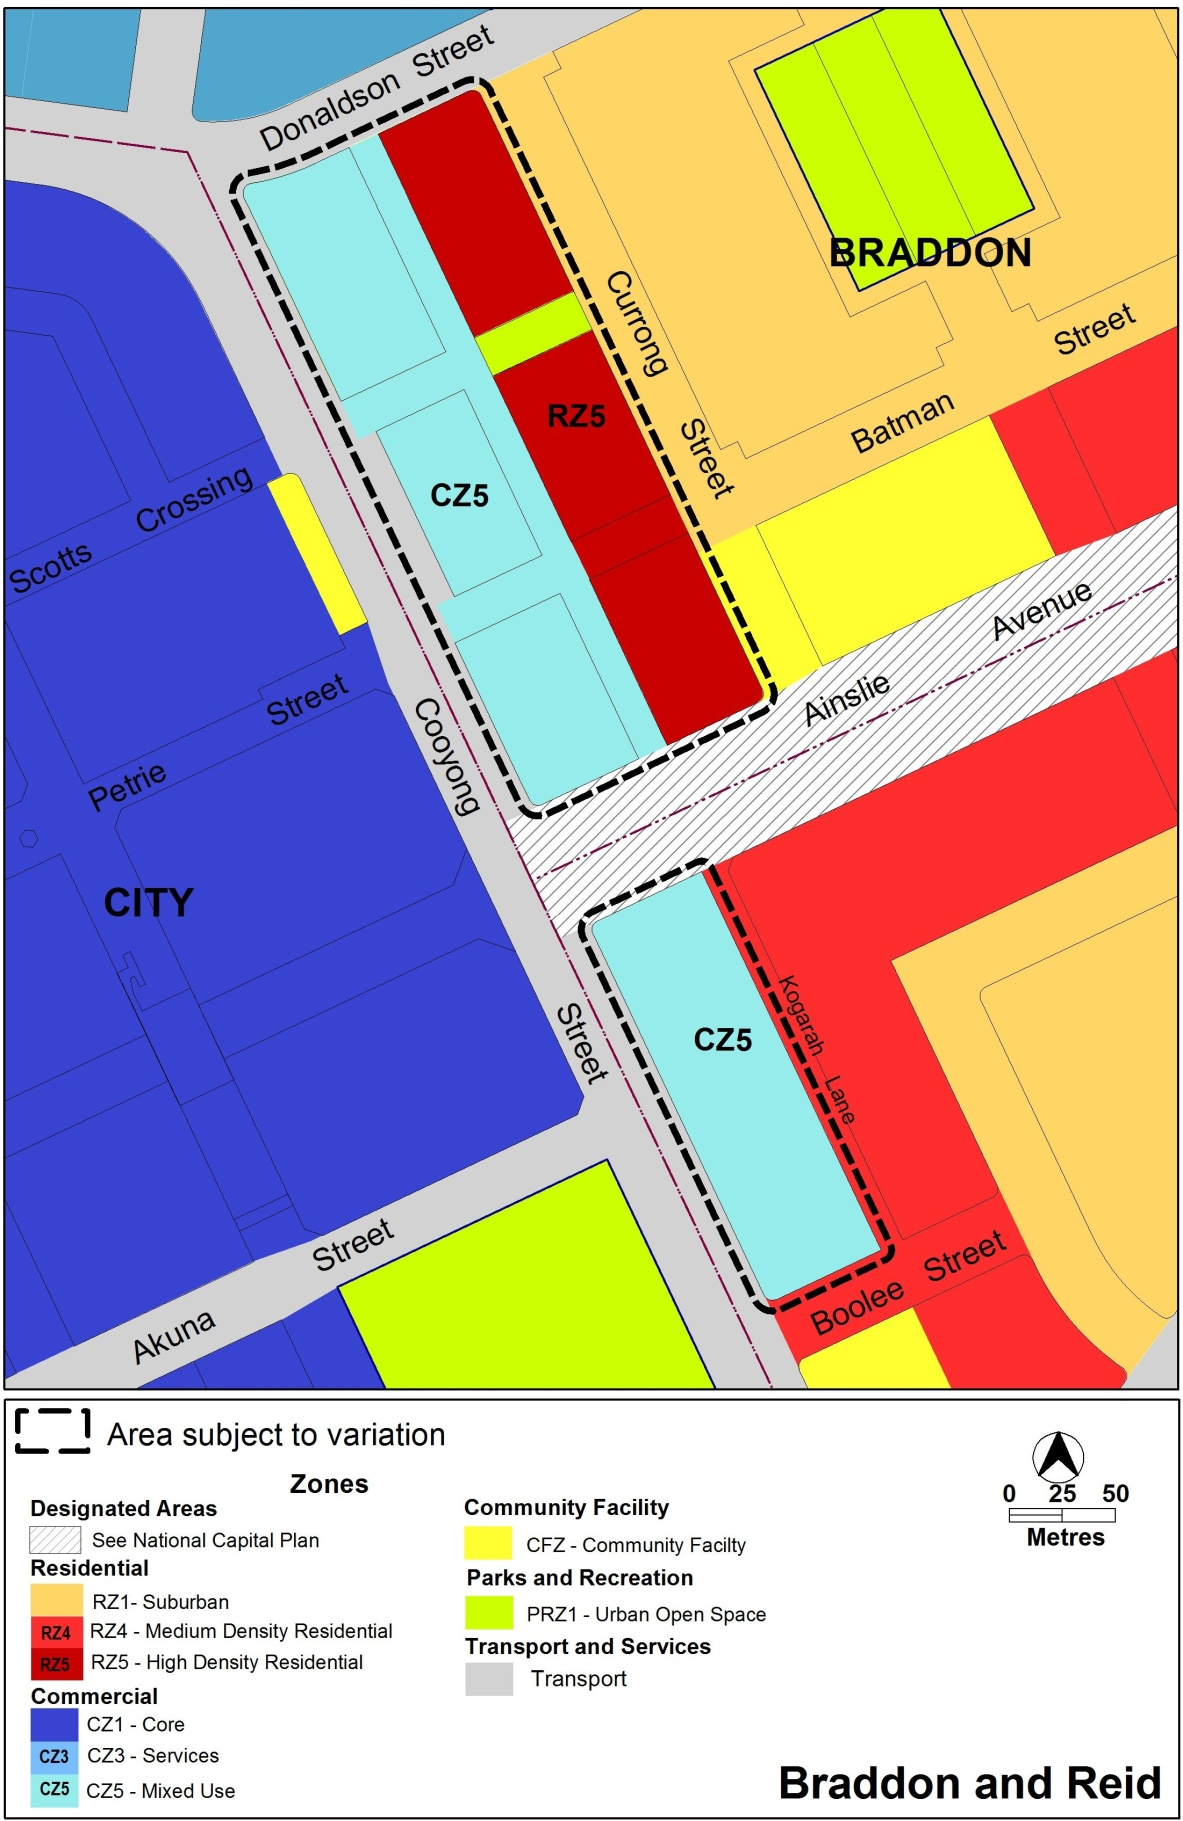 Donaldson Street
BRADDON
Currong Street
Batman Street
RZ5
CZ5
Scotts Crossing
Avenue
Ainslie
Petrie Street
Cooyong Street
CITY
Kogarah Lane
CZ5
Akuna Street
Boolee Street
Area subject to variation
Zones
Designated Areas
See National Capital Plan
Residential
RZ1- Suburban
RZ4 RZ4 - Medium Density Residential
RZ5 RZ5 - High Density Residential
Commercial
CZ1 - Core
CZ3 CZ3 - Services
CZ5 CZ5 - Mixed Use
Community Facility
CFZ - Community Facilty
Parks and Recreation
PRZ1 - Urban Open Space
Transport and Services
Transport
0 25 50
Metres
Braddon and Reid